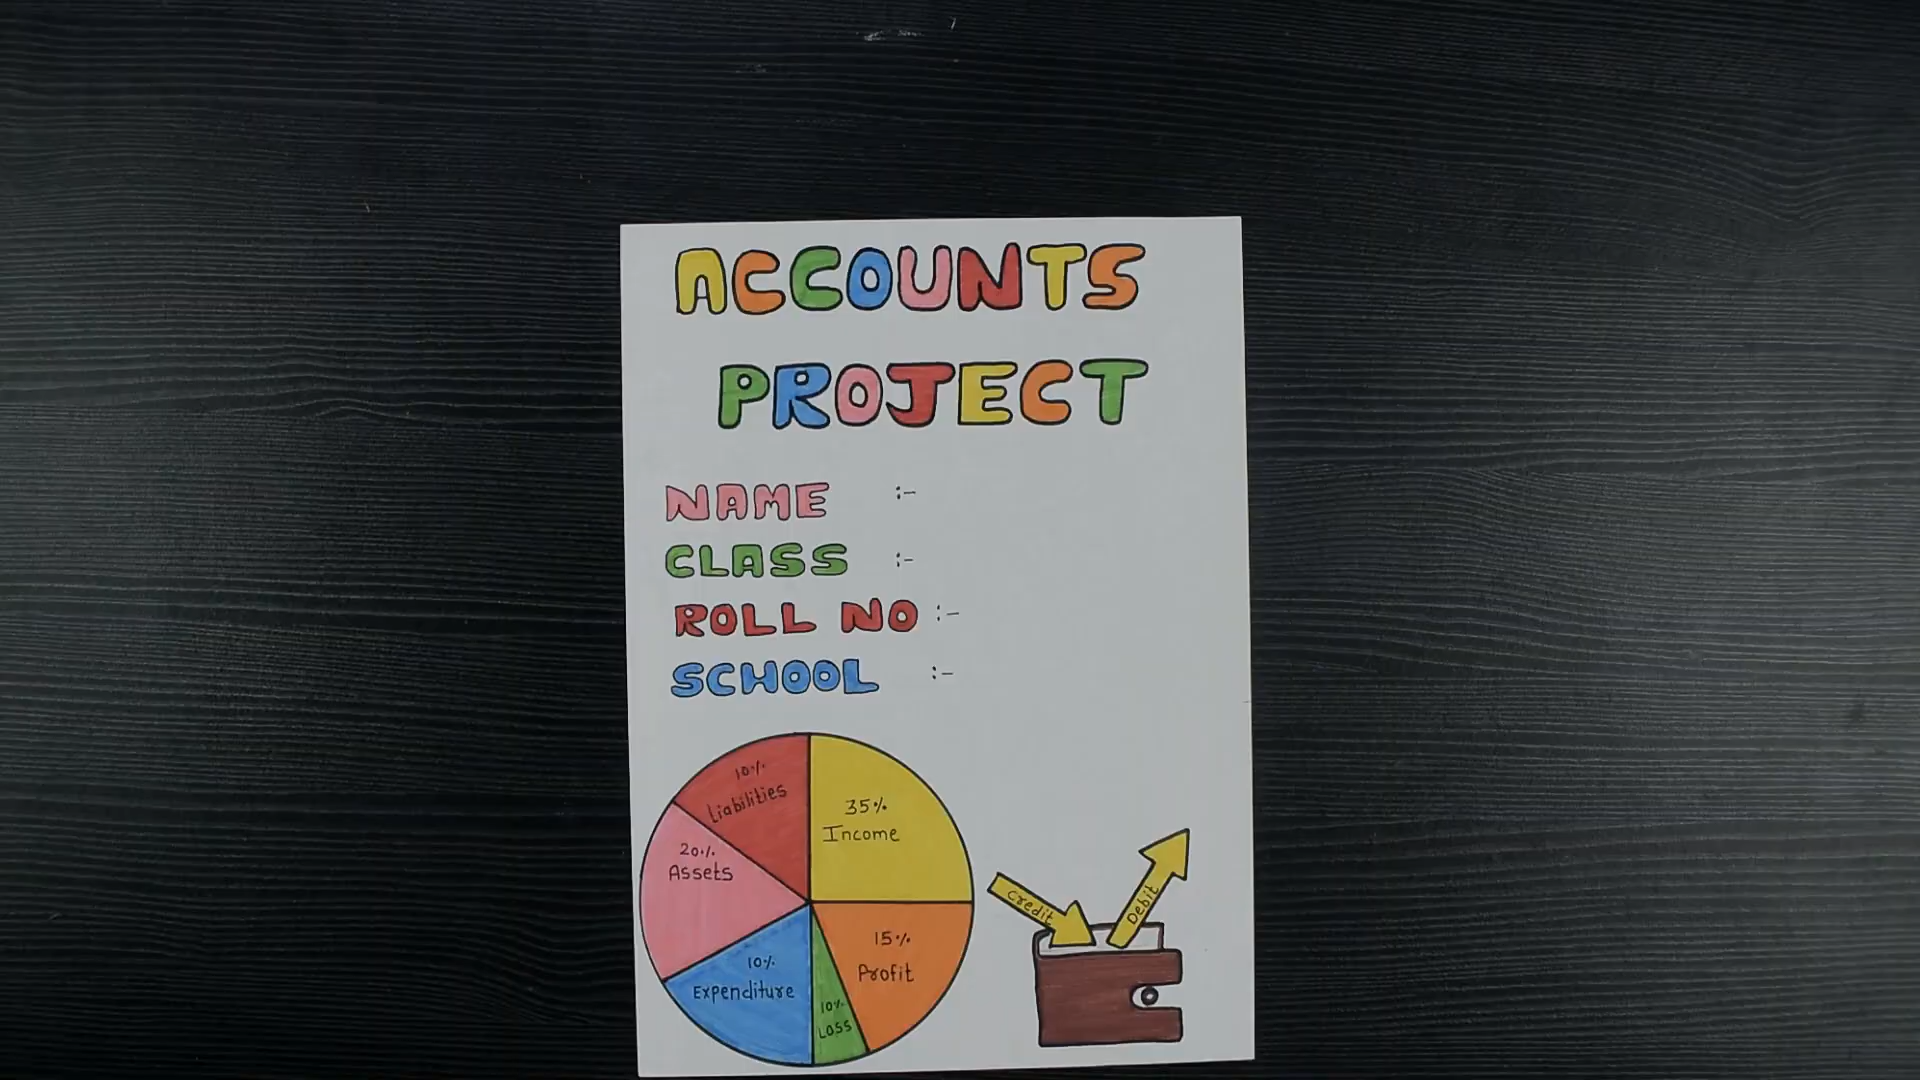 ACCOUNTS
PROJECT
NAME :-
CLASS :-
ROLL NO :-
SCHOOL :-
10%
Liabilities
35%
Income
20%
Assets
Credit
Debit
15%
Profit
10%
Expenditure
10%
Loss